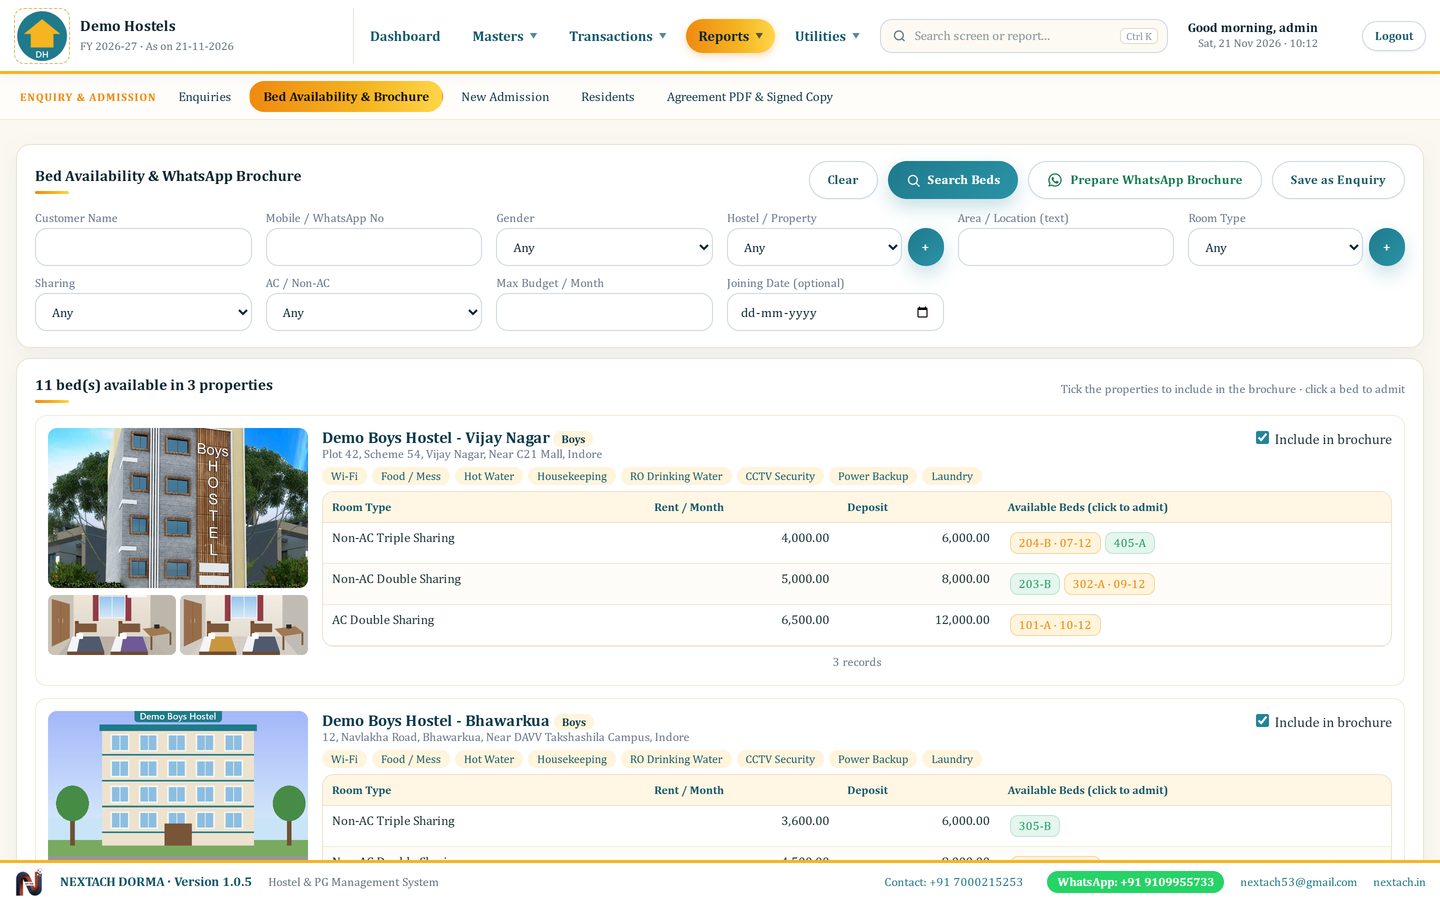 DH
Demo Hostels
FY 2026-27 · As on 21-11-2026
Dashboard
Masters
Transactions
Reports
Utilities
Search screen or report...
Ctrl K
Good morning, admin
Sat, 21 Nov 2026 · 10:12
Logout
ENQUIRY & ADMISSION
Enquiries
Bed Availability & Brochure
New Admission
Residents
Agreement PDF & Signed Copy
Bed Availability & WhatsApp Brochure
Clear
Search Beds
Prepare WhatsApp Brochure
Save as Enquiry
Customer Name
Mobile / WhatsApp No
Gender
Hostel / Property
Area / Location (text)
Room Type
Any
Any
+
Any
+
Sharing
AC / Non-AC
Max Budget / Month
Joining Date (optional)
Any
Any
dd-mm-yyyy
11 bed(s) available in 3 properties
Tick the properties to include in the brochure · click a bed to admit
Boys
HOSTEL
Demo Boys Hostel - Vijay Nagar
Boys
Include in brochure
Plot 42, Scheme 54, Vijay Nagar, Near C21 Mall, Indore
Wi-Fi
Food / Mess
Hot Water
Housekeeping
RO Drinking Water
CCTV Security
Power Backup
Laundry
Room Type
Rent / Month
Deposit
Available Beds (click to admit)
Non-AC Triple Sharing
4,000.00
6,000.00
204-B · 07-12
405-A
Non-AC Double Sharing
5,000.00
8,000.00
203-B
302-A · 09-12
AC Double Sharing
6,500.00
12,000.00
101-A · 10-12
3 records
Demo Boys Hostel
Demo Boys Hostel - Bhawarkua
Boys
Include in brochure
12, Navlakha Road, Bhawarkua, Near DAVV Takshashila Campus, Indore
Wi-Fi
Food / Mess
Hot Water
Housekeeping
RO Drinking Water
CCTV Security
Power Backup
Laundry
Room Type
Rent / Month
Deposit
Available Beds (click to admit)
Non-AC Triple Sharing
3,600.00
6,000.00
305-B
NEXTACH DORMA · Version 1.0.5
Hostel & PG Management System
Contact: +91 7000215253
WhatsApp: +91 9109955733
nextach53@gmail.com
nextach.in